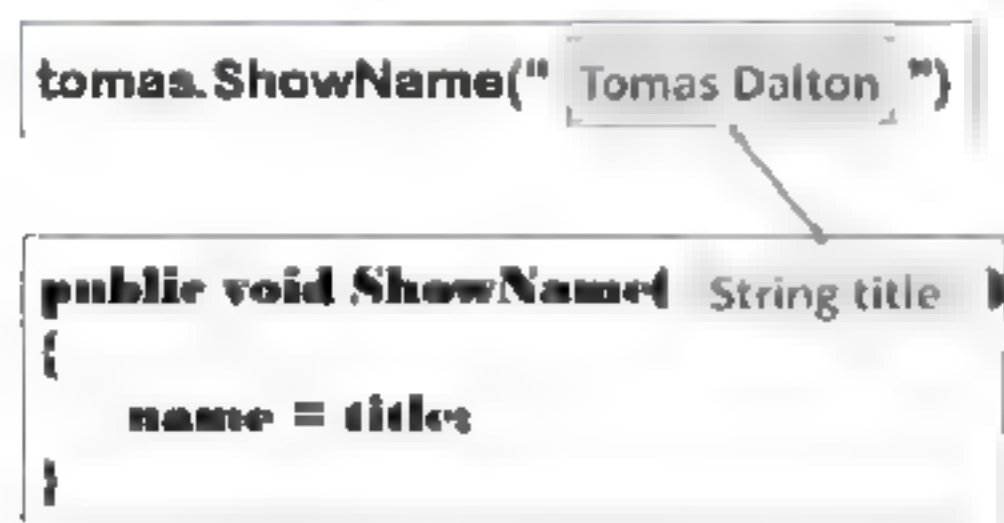 tomas.ShowName(" Tomas Dalton ")
public void ShowName( String title )
{
name = title;
}